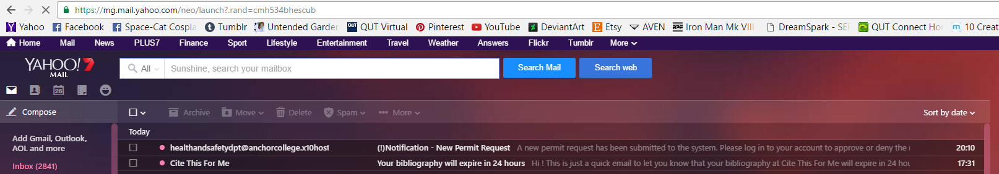 https://mg.mail.yahoo.com/neo/launch?.rand=cmh534bhescub
Yahoo Facebook Space-Cat Cospla Tumblr Untended Garden QUT Virtual Pinterest YouTube DeviantArt Etsy AVEN Iron Man Mk VIII DreamSpark - SEF QUT Connect Ho 10 Creat
Home Mail News PLUS7 Finance Sport Lifestyle Entertainment Travel Weather Answers Flickr Tumblr More
YAHOO!7
MAIL
All Sunshine, search your mailbox Search Mail Search web
26
Compose Archive Move Delete Spam More Sort by date
Today
Add Gmail, Outlook,
AOL and more
healthandsafetydpt@anchorcollege.x10host (!)Notification - New Permit Request A new permit request has been submitted to the system. Please log in to your account to approve or deny the 20:10
Inbox (2841)
Cite This For Me Your bibliography will expire in 24 hours Hi ! This is just a quick email to let you know that your bibliography at Cite This For Me will expire in 24 hou 17:31